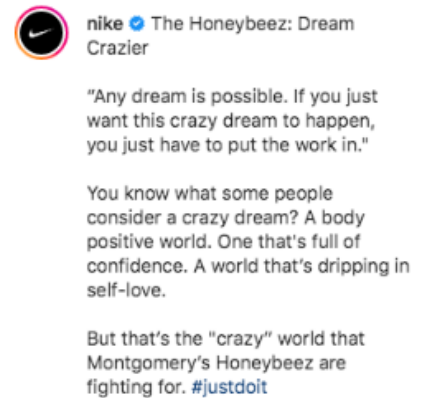 nike The Honeybeez: Dream
Crazier
“Any dream is possible. If you just
want this crazy dream to happen,
you just have to put the work in."
You know what some people
consider a crazy dream? A body
positive world. One that's full of
confidence. A world that’s dripping in
self-love.
But that’s the "crazy” world that
Montgomery’s Honeybeez are
fighting for. #justdoit